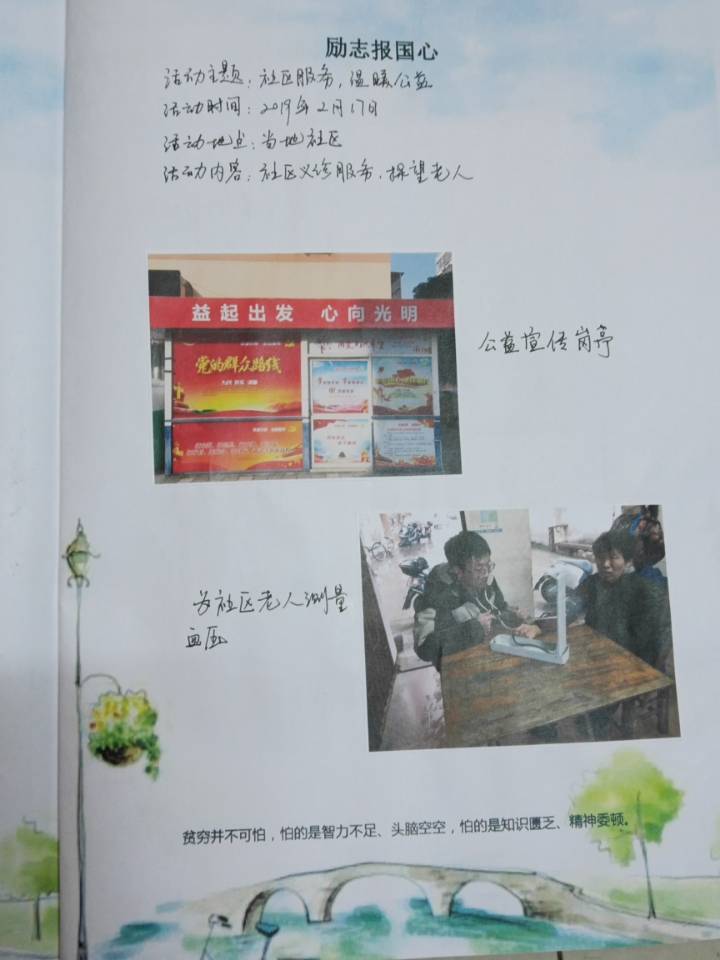 励志报国心
活动主题：社区服务，温暖公益
活动时间：2019年2月17日
活动地点：当地社区
活动内容：社区义诊服务，探望老人
益起出发 心向光明
党的群众路线
公益宣传岗亭
为社区老人测量
血压
贫穷并不可怕，怕的是智力不足、头脑空空，怕的是知识匮乏、精神委顿。